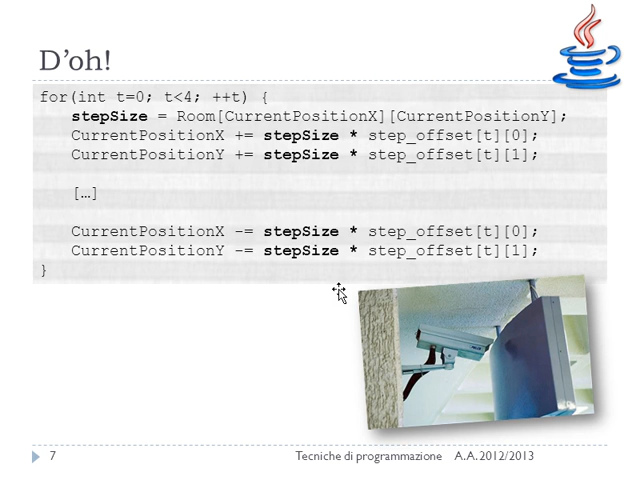 D’oh!
for(int t=0; t<4; ++t) {
stepSize = Room[CurrentPositionX][CurrentPositionY];
CurrentPositionX += stepSize * step_offset[t][0];
CurrentPositionY += stepSize * step_offset[t][1];
[…]
CurrentPositionX -= stepSize * step_offset[t][0];
CurrentPositionY -= stepSize * step_offset[t][1];
}
7 Tecniche di programmazione A.A. 2012/2013